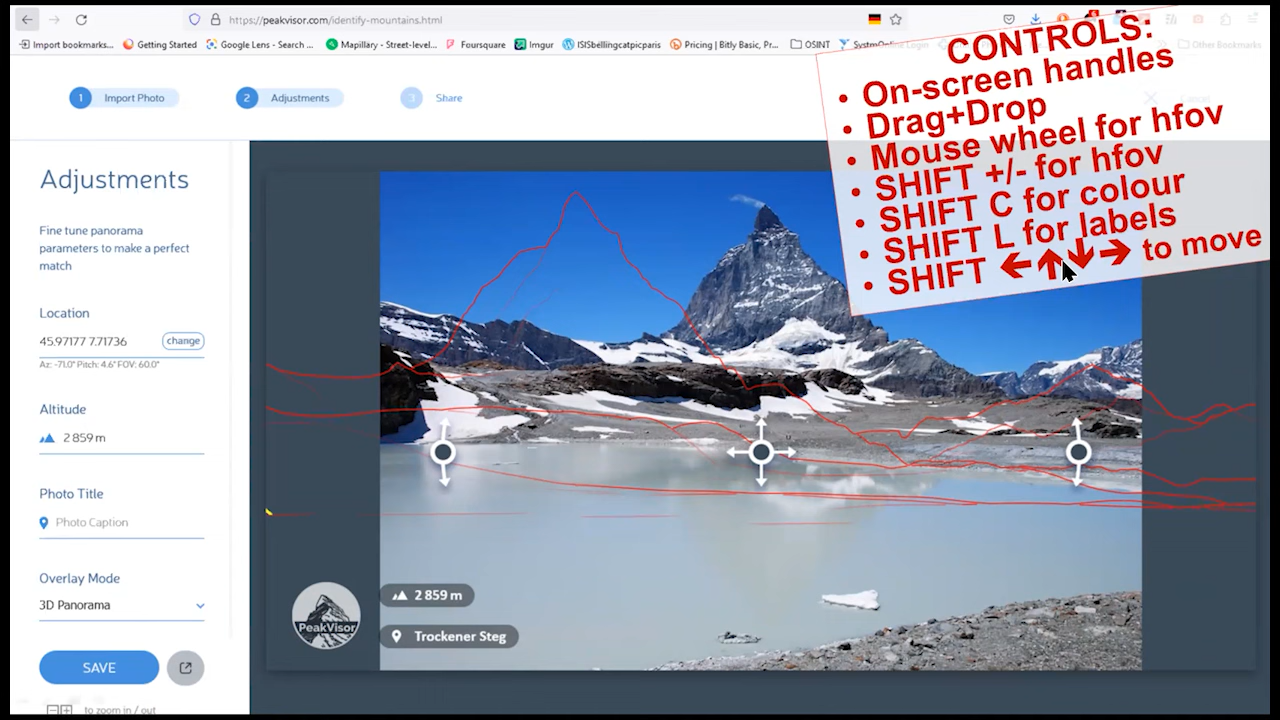 https://peakvisor.com/identify-mountains.html
Import bookmarks... Getting Started Google Lens - Search ... Mapillary - Street-level... Foursquare Imgur ISISbellingcatparis Pricing | Bitly Basic, P... OSINT SystmOnline Login Other Bookmarks
1 Import Photo 2 Adjustments 3 Share
CONTROLS:
• On-screen handles
• Drag+Drop
• Mouse wheel for hfov
• SHIFT +/- for hfov
• SHIFT C for colour
• SHIFT L for labels
• SHIFT ←↑↓→ to move
Adjustments
Fine tune panorama
parameters to make a perfect
match
Location
45.97177 7.71736 change
Az: -71.0° Pitch: 4.6° FOV: 60.0°
Altitude
2 859 m
Photo Title
Photo Caption
Overlay Mode
3D Panorama
SAVE
to zoom in / out
PeakVisor
2 859 m
Trockener Steg